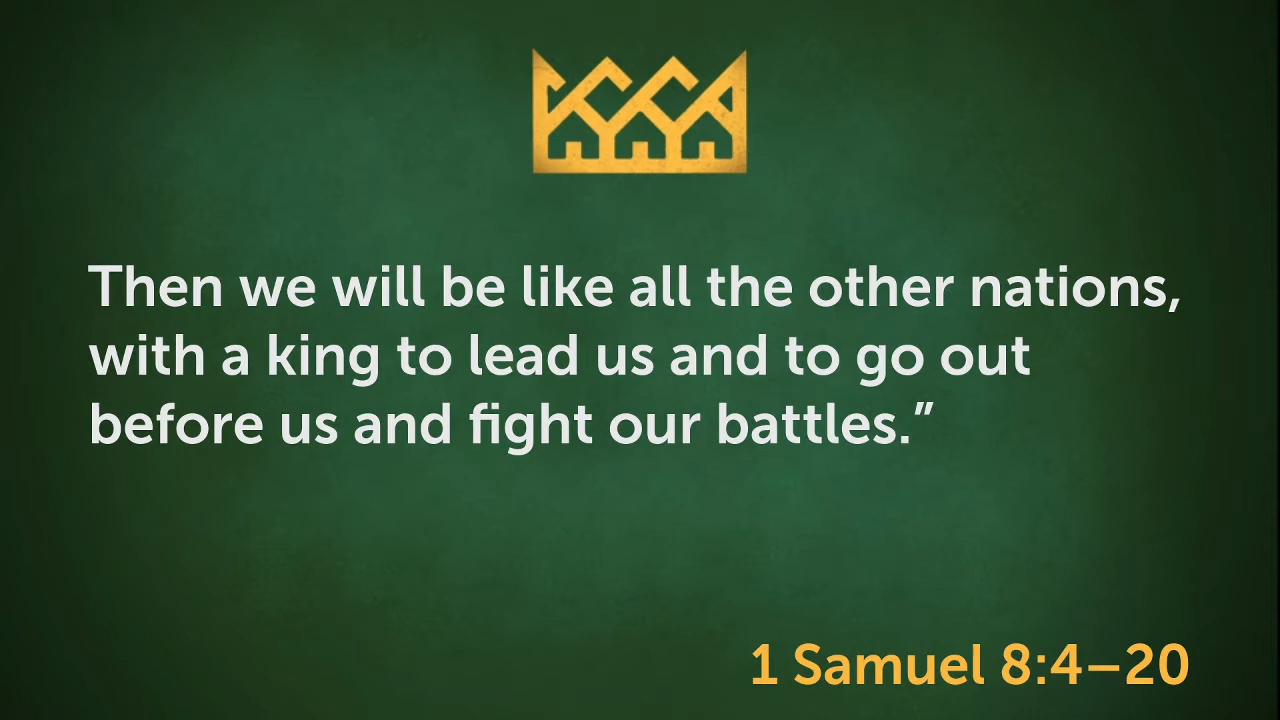 Then we will be like all the other nations,
with a king to lead us and to go out
before us and fight our battles.”
1 Samuel 8:4–20